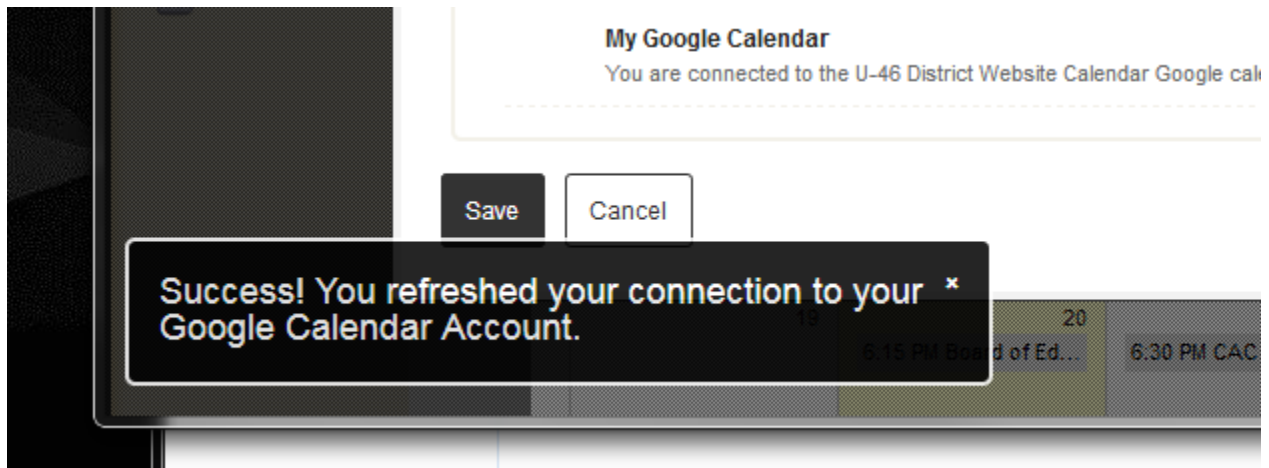 My Google Calendar
You are connected to the U-46 District Website Calendar Google cal
Save
Cancel
Success! You refreshed your connection to your
Google Calendar Account.
×
19
20
6:15 PM Board of Ed...
6:30 PM CAC